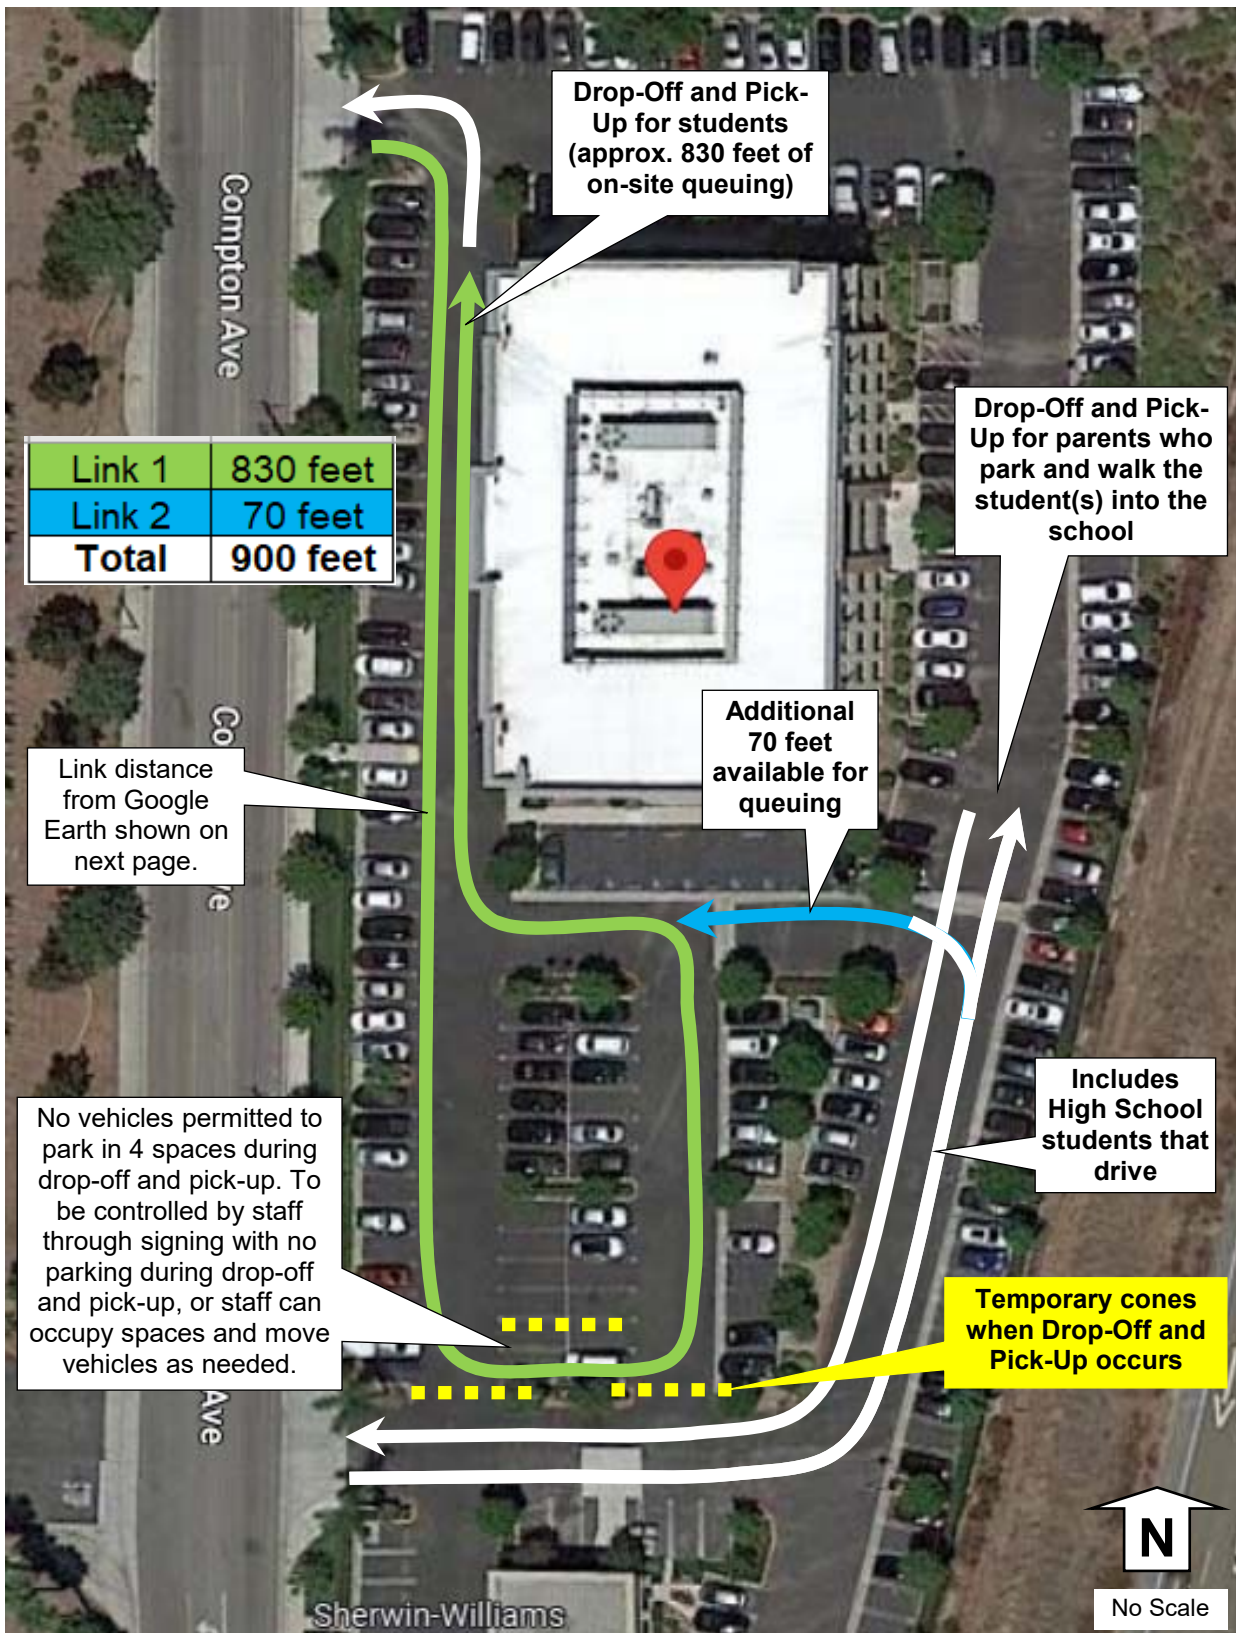 Drop-Off and Pick-
Up for students
(approx. 830 feet of
on-site queuing)
Compton Ave
Drop-Off and Pick-
Up for parents who
park and walk the
student(s) into the
school
Link 1 830 feet
Link 2 70 feet
Total 900 feet
Additional
70 feet
available for
queuing
Link distance
from Google
Earth shown on
next page.
Co
ve
Includes
High School
students that
drive
No vehicles permitted to
park in 4 spaces during
drop-off and pick-up. To
be controlled by staff
through signing with no
parking during drop-off
and pick-up, or staff can
occupy spaces and move
vehicles as needed.
Temporary cones
when Drop-Off and
Pick-Up occurs
Ave
N
No Scale
Sherwin-Williams